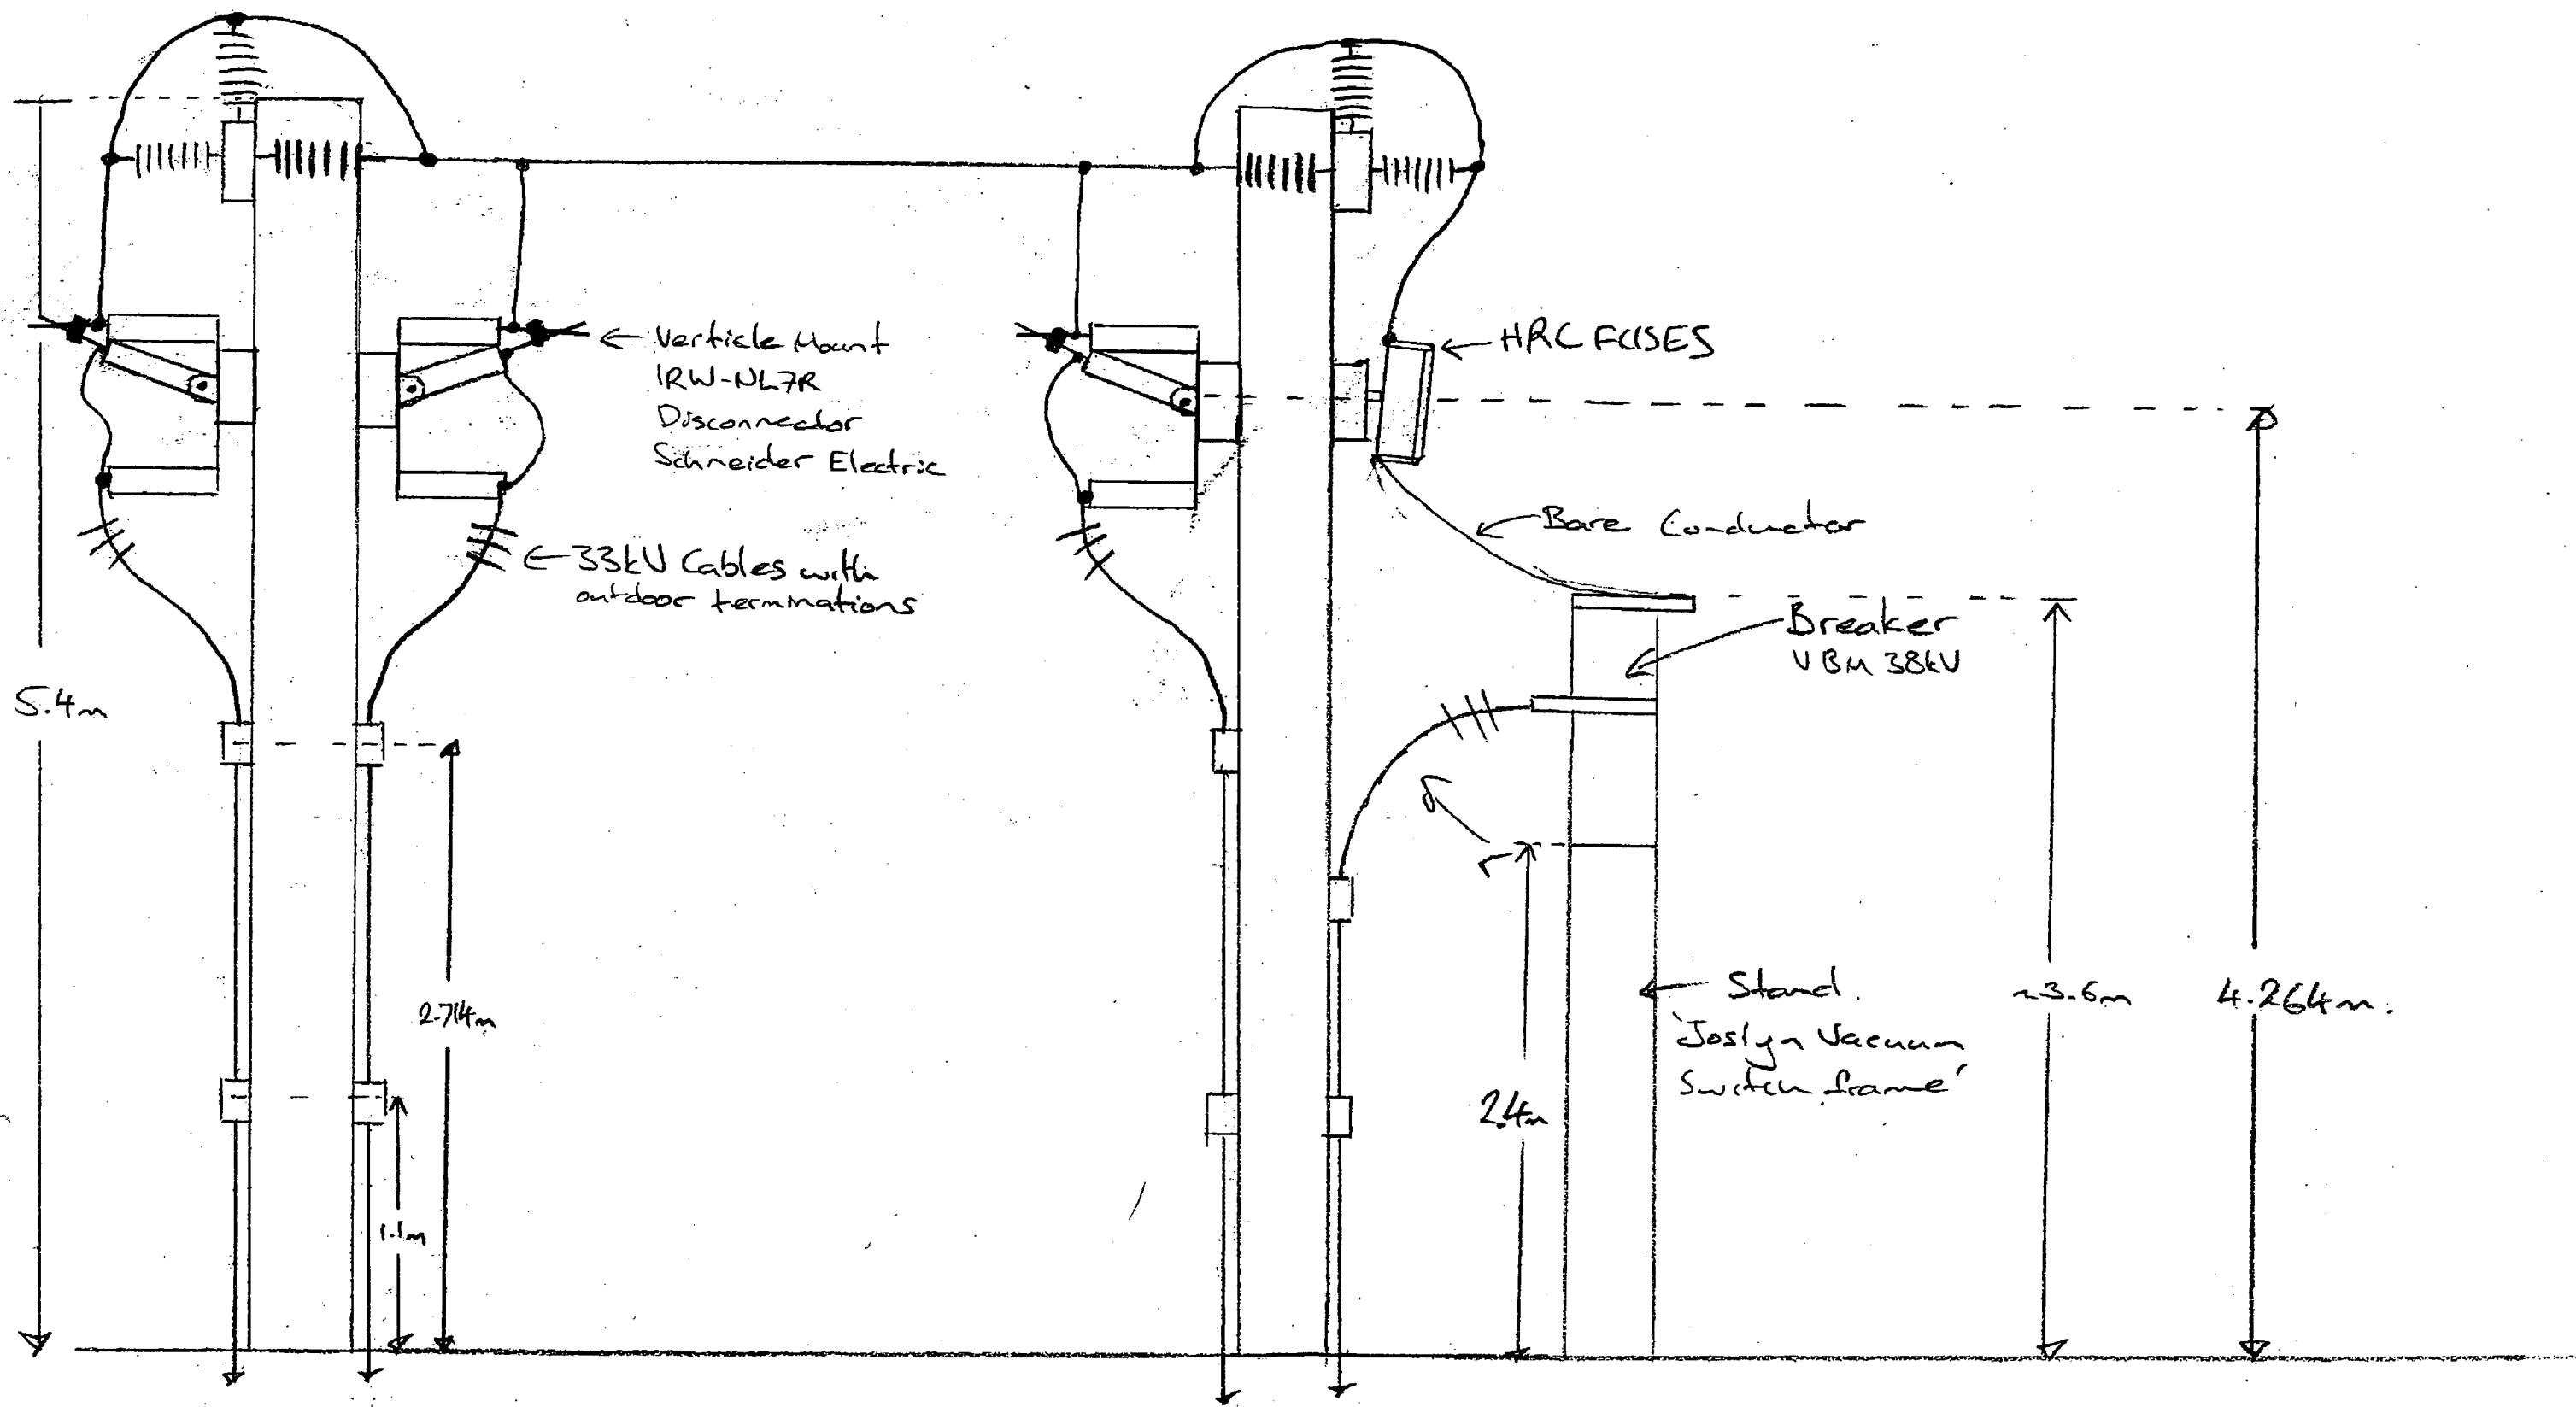 Verticle Mount
1RW-NL7R
Disconnector
Schneider Electric
HRC FUSES
Bare Conductor
33kV Cables with
outdoor terminations
Breaker
VBM 38kV
5.4m
2.714m
1.1m
2.4m
Stand.
'Joslyn Vacuum
Switch frame'
~3.6m
4.264m.